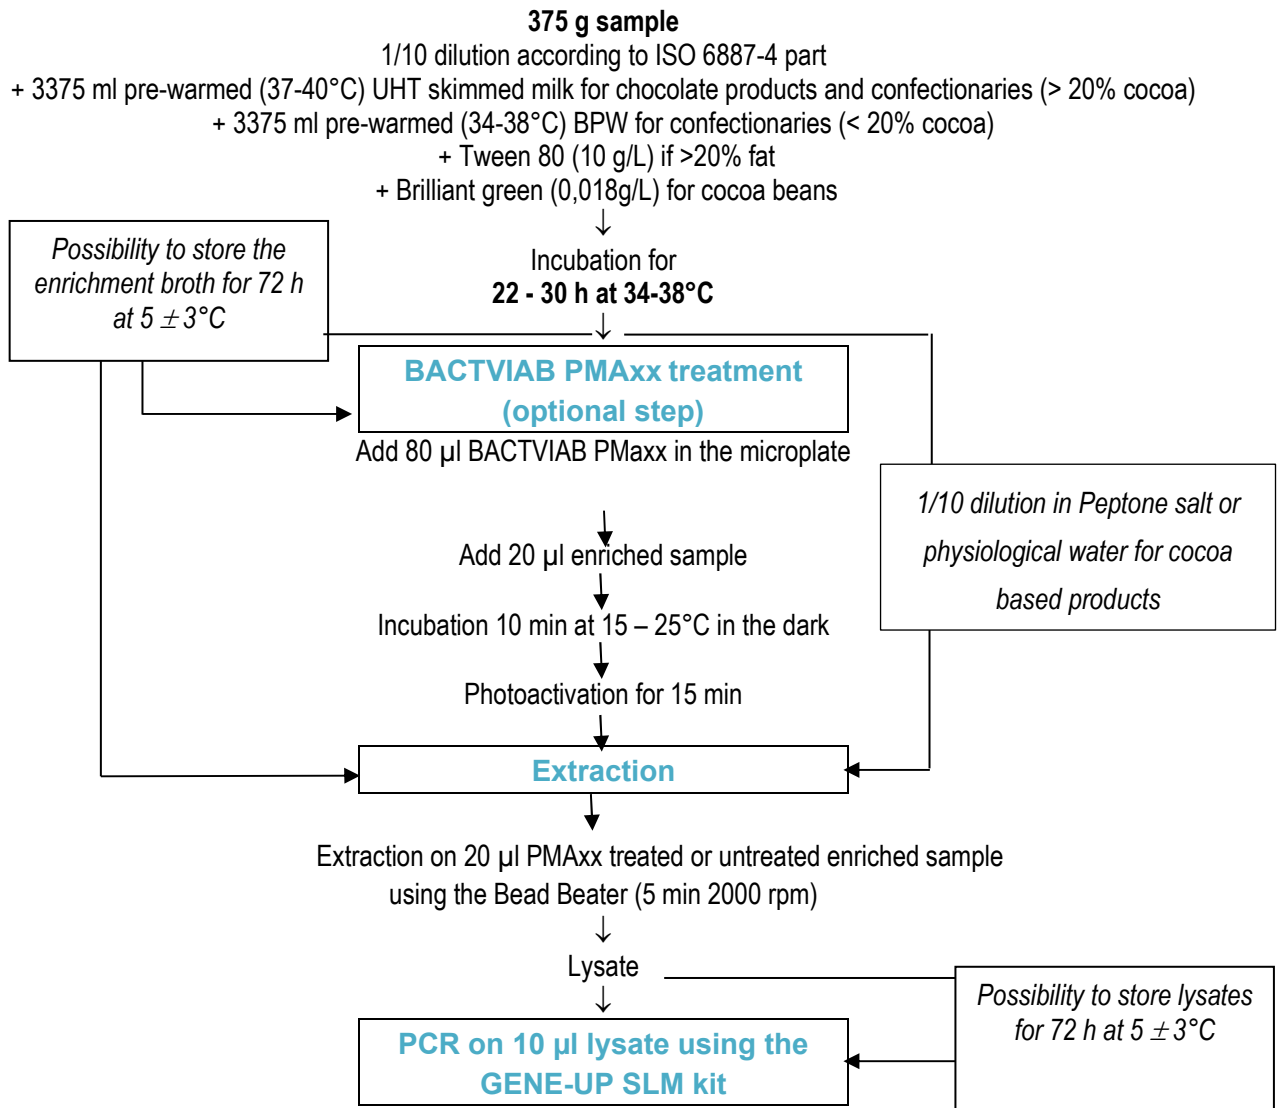 375 g sample
1/10 dilution according to ISO 6887-4 part
+ 3375 ml pre-warmed (37-40°C) UHT skimmed milk for chocolate products and confectionaries (> 20% cocoa)
+ 3375 ml pre-warmed (34-38°C) BPW for confectionaries (< 20% cocoa)
+ Tween 80 (10 g/L) if >20% fat
+ Brilliant green (0,018g/L) for cocoa beans
↓
Possibility to store the
enrichment broth for 72 h
at 5 ± 3°C
Incubation for
22 - 30 h at 34-38°C
↓
BACTVIAB PMAxx treatment
(optional step)
Add 80 µl BACTVIAB PMaxx in the microplate
1/10 dilution in Peptone salt or
physiological water for cocoa
based products
Add 20 µl enriched sample
Incubation 10 min at 15 – 25°C in the dark
Photoactivation for 15 min
Extraction
Extraction on 20 µl PMAxx treated or untreated enriched sample
using the Bead Beater (5 min 2000 rpm)
↓
Lysate
↓
Possibility to store lysates
for 72 h at 5 ± 3°C
PCR on 10 µl lysate using the
GENE-UP SLM kit